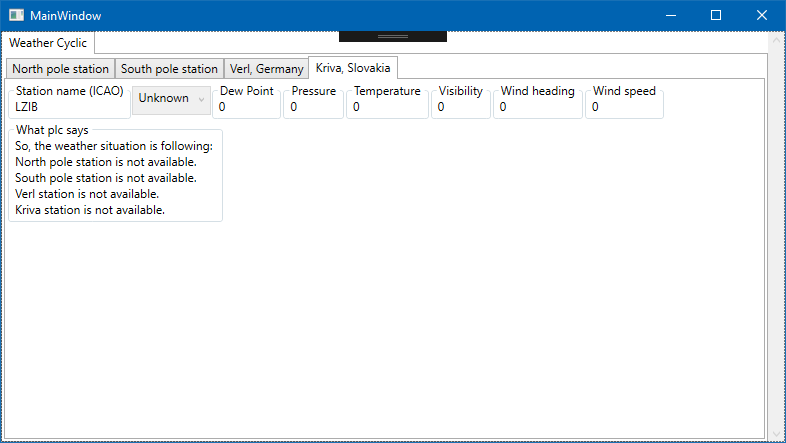 MainWindow
Weather Cyclic
North pole station South pole station Verl, Germany Kriva, Slovakia
Station name (ICAO) Dew Point Pressure Temperature Visibility Wind heading Wind speed
LZIB Unknown 0 0 0 0 0 0
What plc says
So, the weather situation is following:
North pole station is not available.
South pole station is not available.
Verl station is not available.
Kriva station is not available.